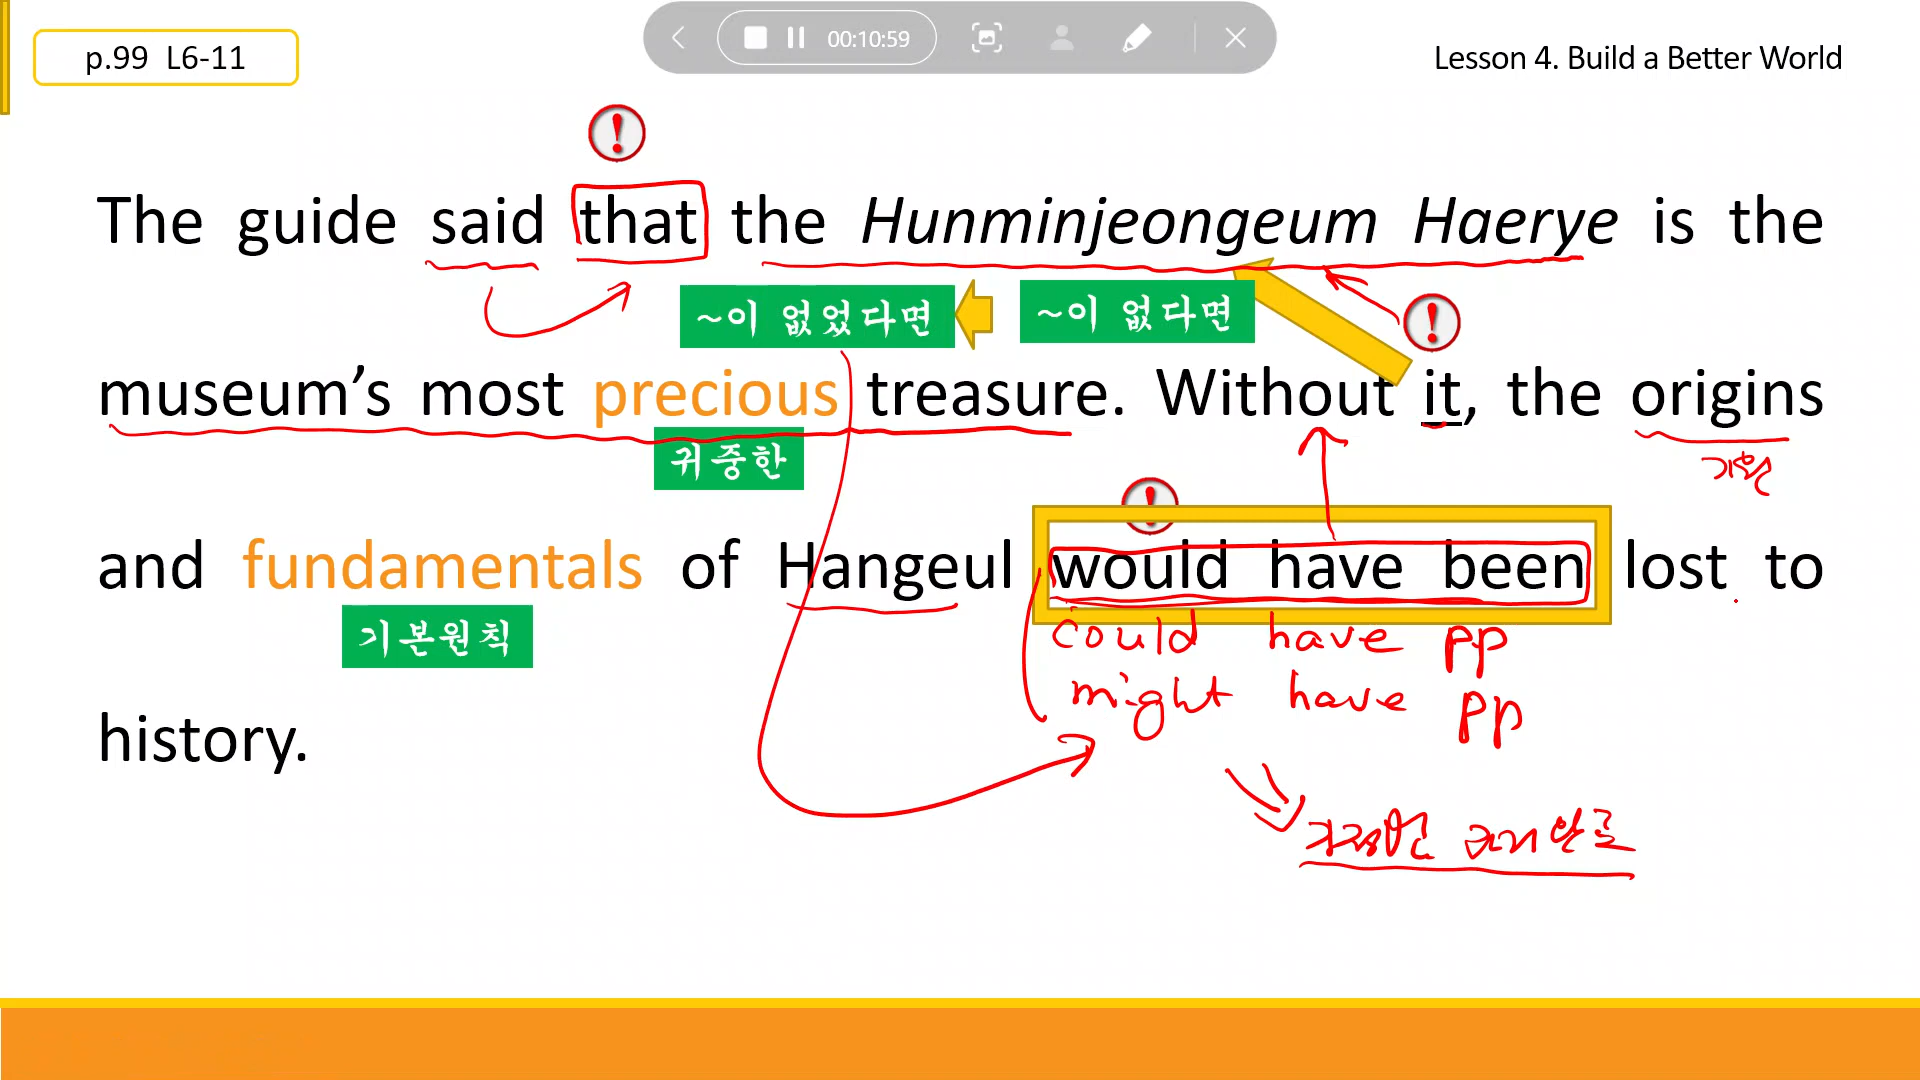 p.99 L6-11
00:10:59
Lesson 4. Build a Better World
The guide said that the Hunminjeongeum Haerye is the
~이 없었다면
~이 없다면
museum’s most precious treasure. Without it, the origins
귀중한
기원
and fundamentals of Hangeul would have been lost to
기본원칙
could have pp
might have pp
history.